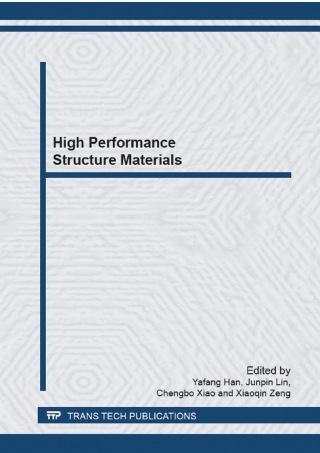 High Performance
Structure Materials
Edited by
Yafang Han, Junpin Lin,
Chengbo Xiao and Xiaoqin Zeng
TTP TRANS TECH PUBLICATIONS